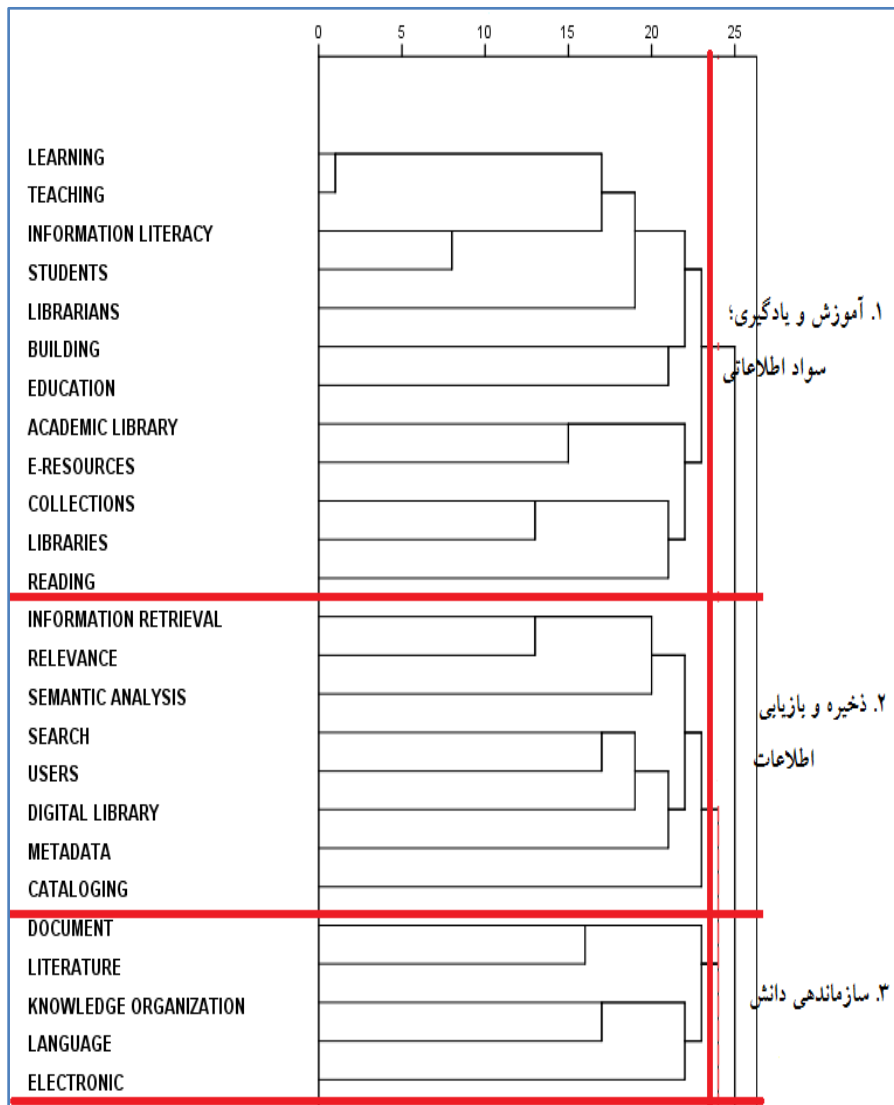 0 5 10 15 20 25
LEARNING
TEACHING
INFORMATION LITERACY
STUDENTS
LIBRARIANS
۱. آموزش و یادگیری؛
BUILDING
سواد اطلاعاتی
EDUCATION
ACADEMIC LIBRARY
E-RESOURCES
COLLECTIONS
LIBRARIES
READING
INFORMATION RETRIEVAL
RELEVANCE
SEMANTIC ANALYSIS
۲. ذخیره و بازیابی
SEARCH
اطلاعات
USERS
DIGITAL LIBRARY
METADATA
CATALOGING
DOCUMENT
LITERATURE
۳. سازماندهی دانش
KNOWLEDGE ORGANIZATION
LANGUAGE
ELECTRONIC